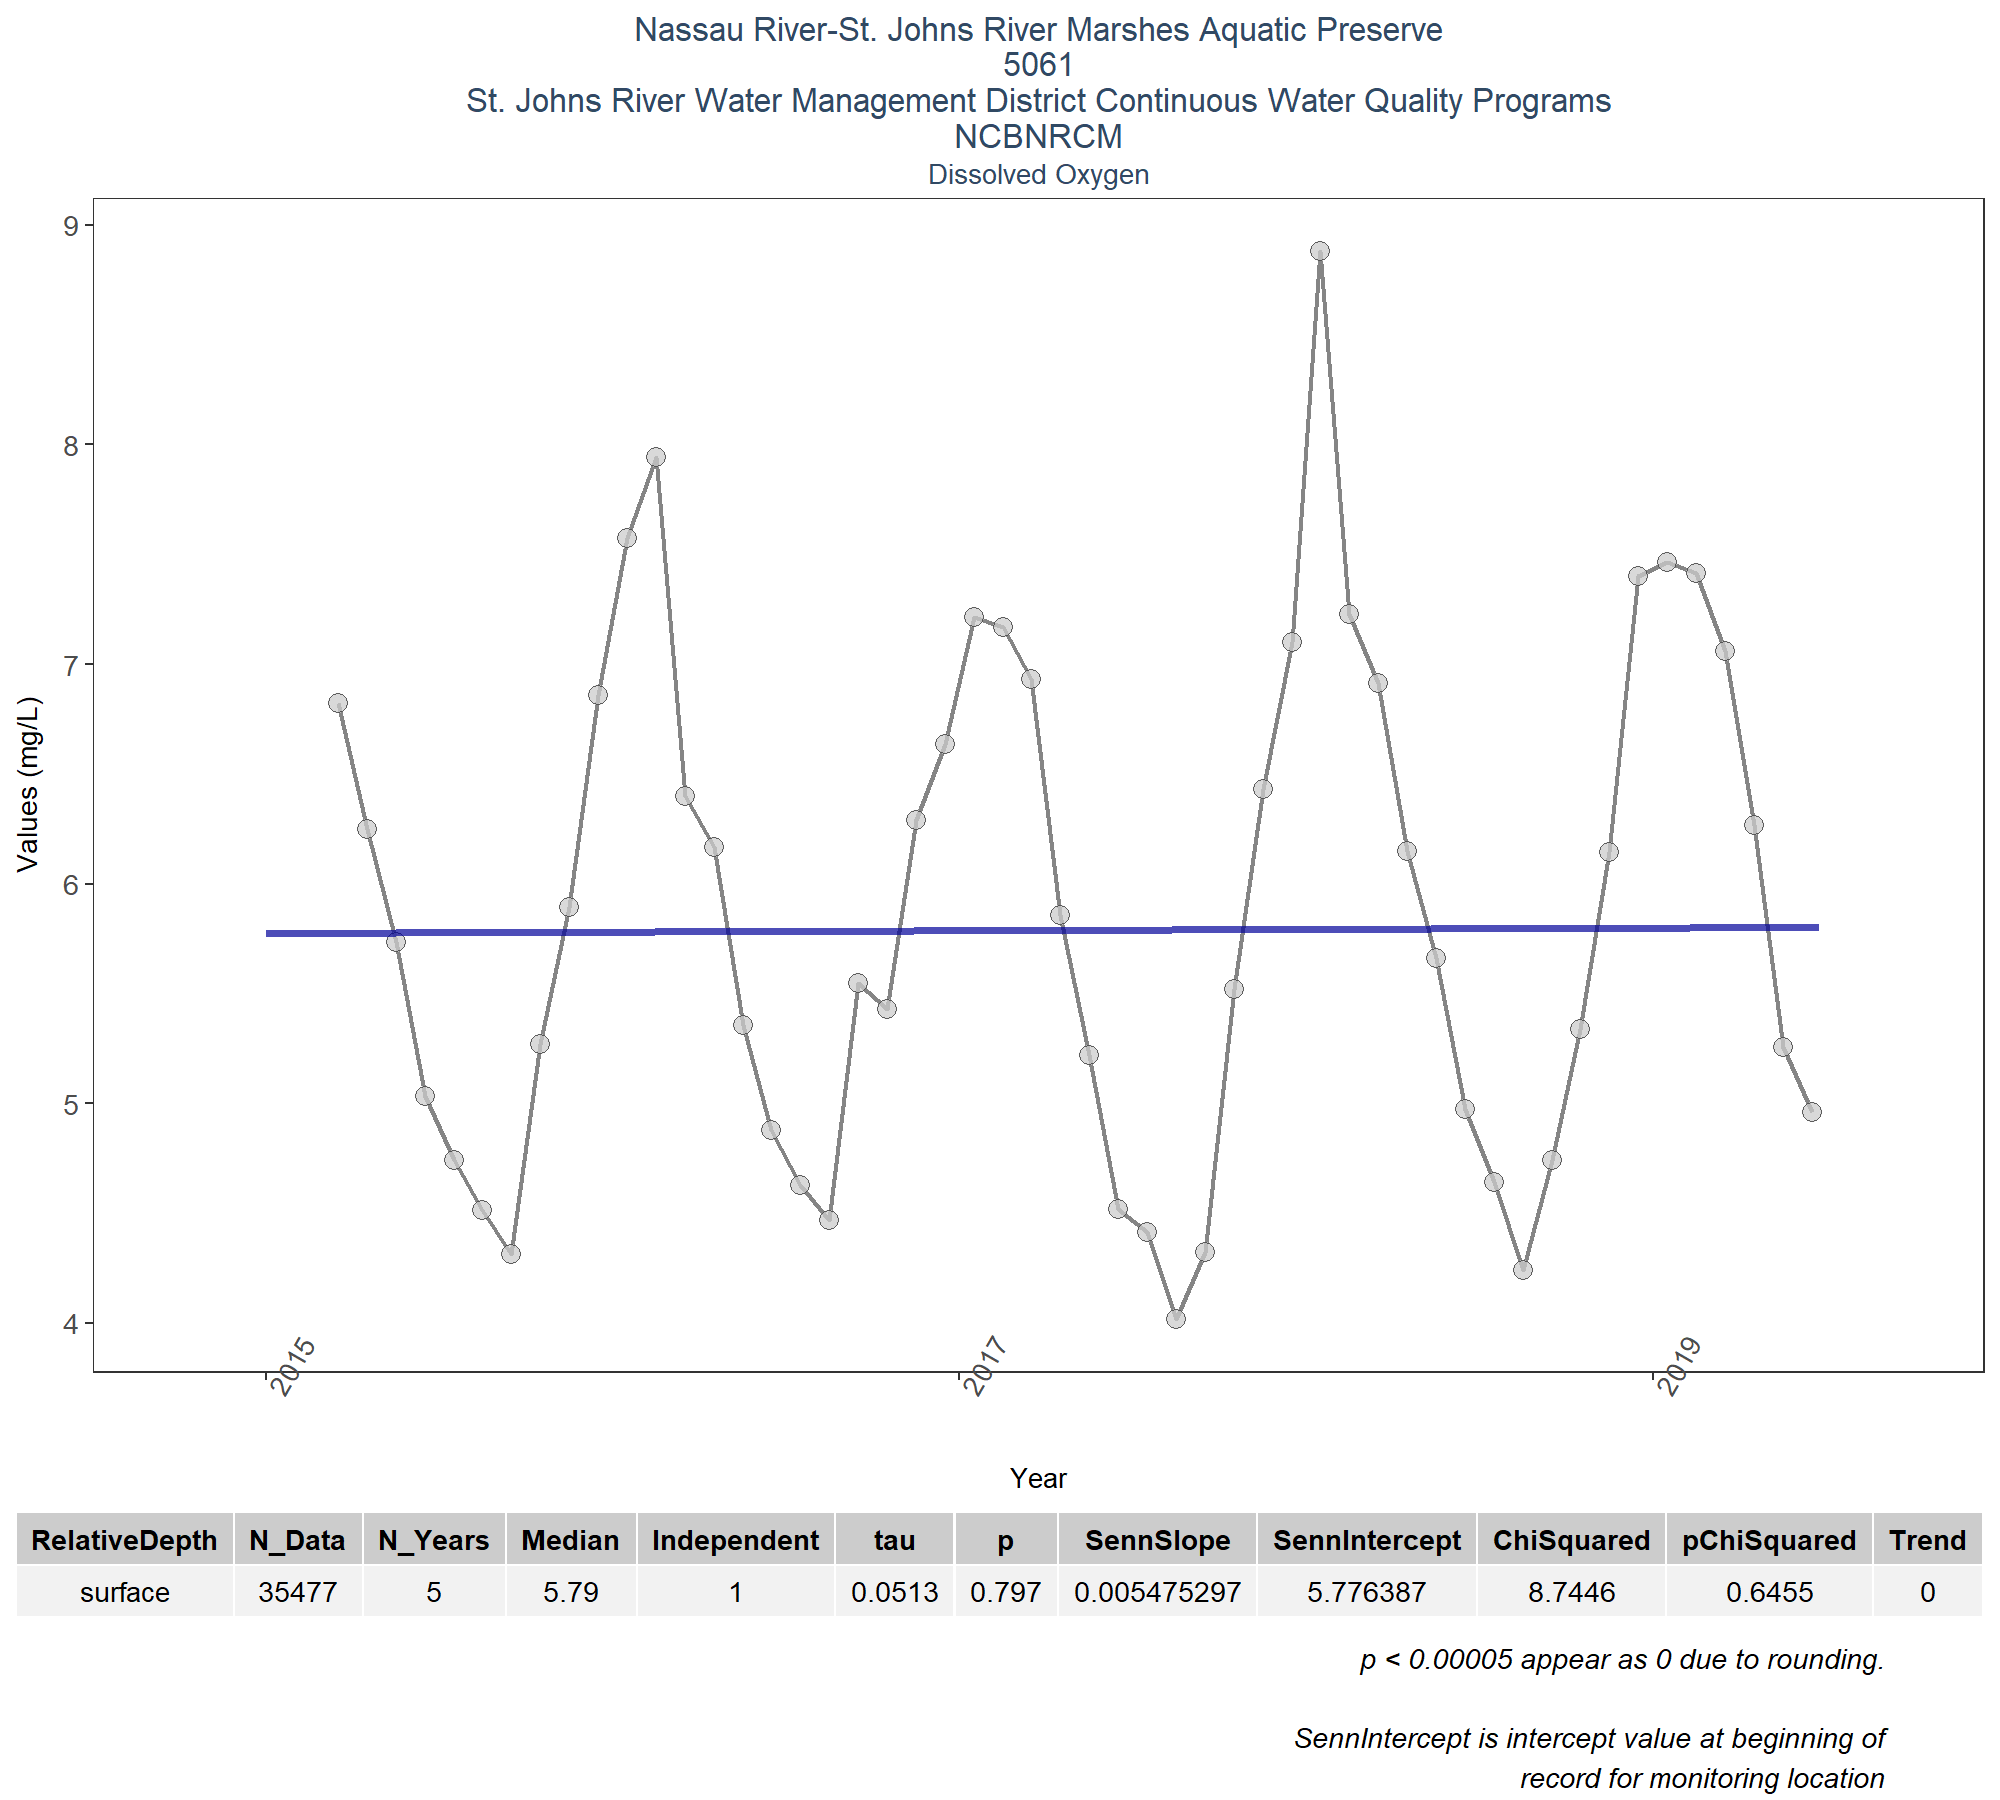 Nassau River-St. Johns River Marshes Aquatic Preserve
5061
St. Johns River Water Management District Continuous Water Quality Programs
NCBNRCM
Dissolved Oxygen
9
8
7
6
5
4
Values (mg/L)
2015 2017 2019
Year
RelativeDepth N_Data N_Years Median Independent tau p SennSlope SennIntercept ChiSquared pChiSquared Trend
surface 35477 5 5.79 1 0.0513 0.797 0.005475297 5.776387 8.7446 0.6455 0
p < 0.00005 appear as 0 due to rounding.
SennIntercept is intercept value at beginning of
record for monitoring location